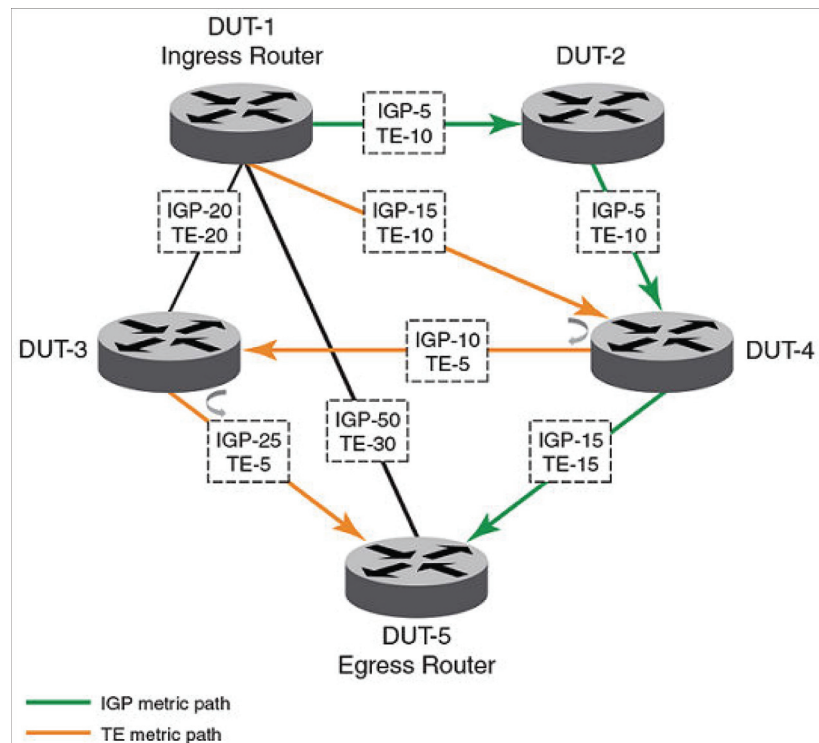 DUT-1
Ingress Router
DUT-2
IGP-5
TE-10
IGP-20
TE-20
IGP-15
TE-10
IGP-5
TE-10
DUT-3
IGP-10
TE-5
DUT-4
IGP-25
TE-5
IGP-50
TE-30
IGP-15
TE-15
DUT-5
Egress Router
IGP metric path
TE metric path